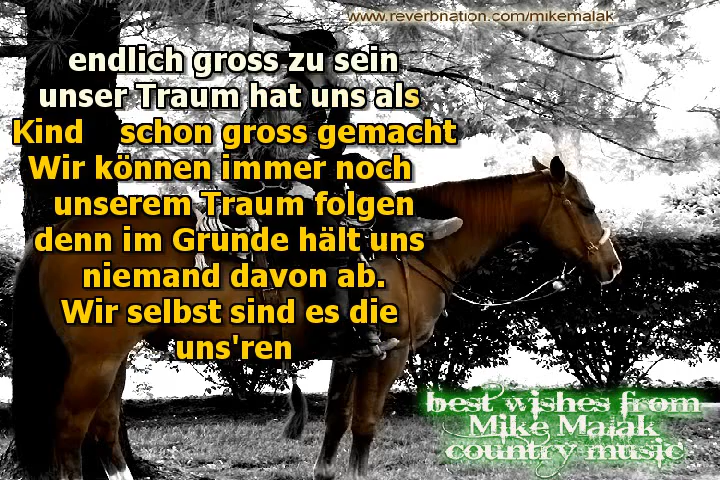 www.reverbnation.com/mikemalak
endlich gross zu sein
unser Traum hat uns als
Kind schon gross gemacht
Wir können immer noch
unserem Traum folgen
denn im Grunde hält uns
niemand davon ab.
Wir selbst sind es die
uns'ren
best wishes from
Mike Malak
country music